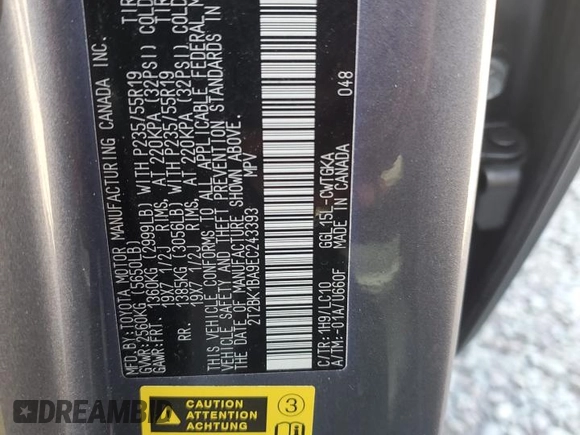 MFD. BY: TOYOTA MOTOR MANUFACTURING CANADA INC.
GVWR: 2560KG (5650LB)
GAWR: FRT. 1360KG (2999LB) WITH P235/55R19 TIR
19X7 1/2J RIMS, AT 220KPA (32PSI) COLD
RR. 1385KG (3056LB) WITH P235/55R19 TIR
19X7 1/2J RIMS, AT 220KPA (32PSI) COLD
THIS VEHICLE CONFORMS TO ALL APPLICABLE FEDERAL M
VEHICLE SAFETY AND THEFT PREVENTION STANDARDS IN
THE DATE OF MANUFACTURE SHOWN ABOVE.
2T2BK1BA9EC243393 MPV
048
C/TR: 1H9/LC10 GGL15L-CWTGKA
A/TM: -01A/U660F MADE IN CANADA
CAUTION
ATTENTION
ACHTUNG
3
DREAMBID